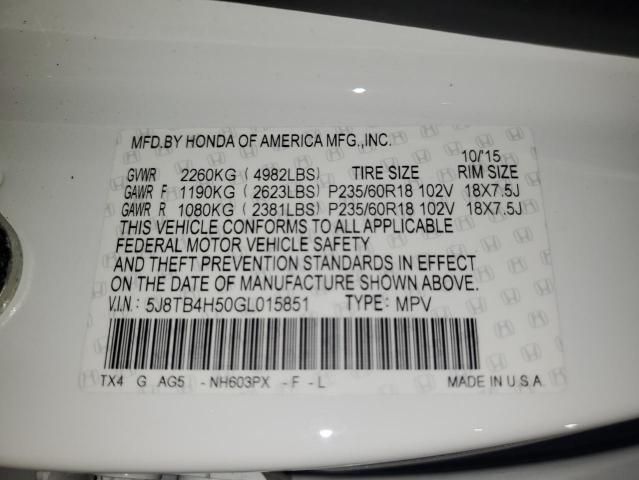 MFD.BY HONDA OF AMERICA MFG.,INC.
10/'15
GVWR 2260KG (4982LBS) TIRE SIZE RIM SIZE
GAWR F 1190KG (2623LBS) P235/60R18 102V 18X7.5J
GAWR R 1080KG (2381LBS) P235/60R18 102V 18X7.5J
THIS VEHICLE CONFORMS TO ALL APPLICABLE
FEDERAL MOTOR VEHICLE SAFETY
AND THEFT PREVENTION STANDARDS IN EFFECT
ON THE DATE OF MANUFACTURE SHOWN ABOVE.
V.I.N: 5J8TB4H50GL015851 TYPE: MPV
TX4 G AG5 -NH603PX -F -L MADE IN U.S.A.